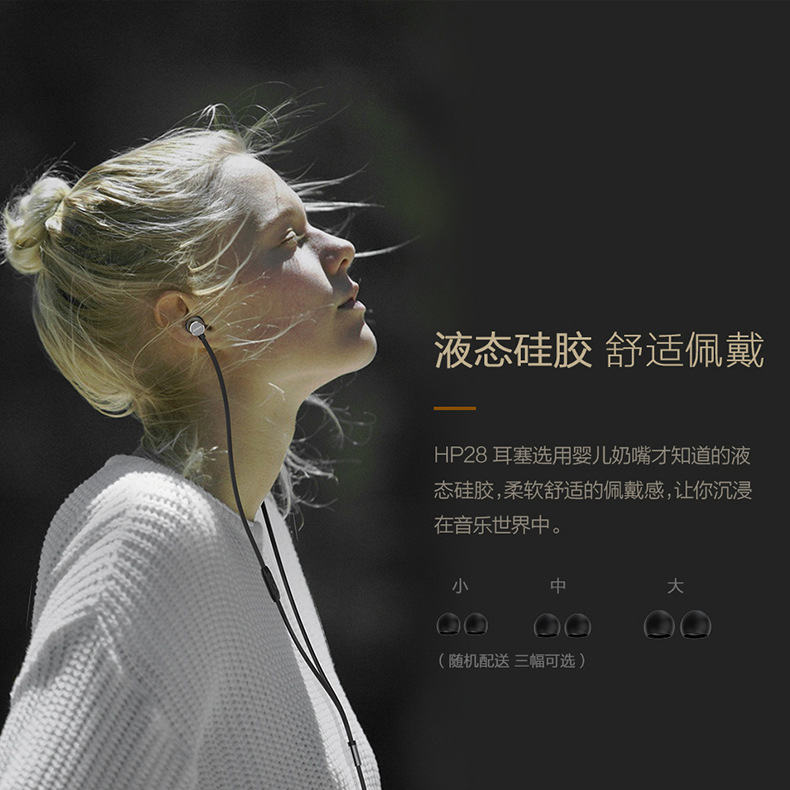 液态硅胶 舒适佩戴
HP28 耳塞选用婴儿奶嘴才知道的液
态硅胶,柔软舒适的佩戴感,让你沉浸
在音乐世界中。
小 中 大
(随机配送 三幅可选)